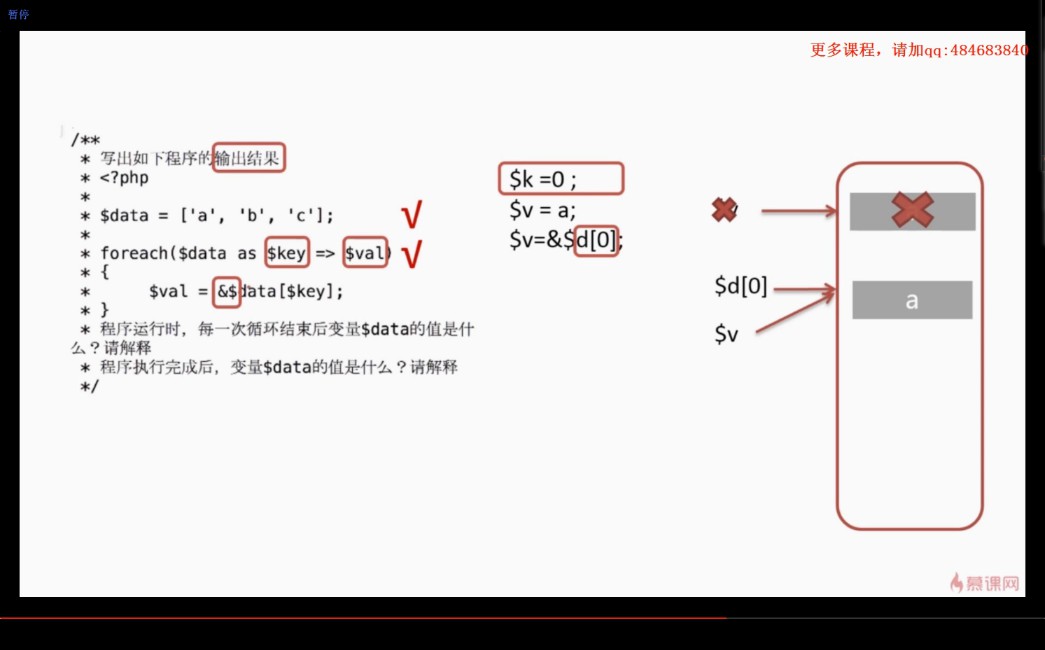 暂停
更多课程，请加qq:484683840
/**
* 写出如下程序的输出结果
* <?php
*
* $data = ['a', 'b', 'c'];
*
* foreach($data as $key => $val)
* {
* $val = &$data[$key];
* }
* 程序运行时，每一次循环结束后变量$data的值是什
么？请解释
* 程序执行完成后，变量$data的值是什么？请解释
*/
$k =0 ;
$v = a;
$v=&$d[0];
$d[0]
$v
a
慕课网